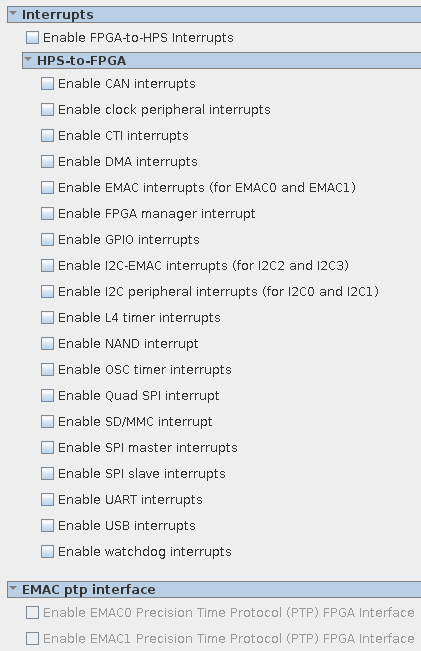 Interrupts
Enable FPGA-to-HPS Interrupts
HPS-to-FPGA
Enable CAN interrupts
Enable clock peripheral interrupts
Enable CTI interrupts
Enable DMA interrupts
Enable EMAC interrupts (for EMAC0 and EMAC1)
Enable FPGA manager interrupt
Enable GPIO interrupts
Enable I2C-EMAC interrupts (for I2C2 and I2C3)
Enable I2C peripheral interrupts (for I2C0 and I2C1)
Enable L4 timer interrupts
Enable NAND interrupt
Enable OSC timer interrupts
Enable Quad SPI interrupt
Enable SD/MMC interrupt
Enable SPI master interrupts
Enable SPI slave interrupts
Enable UART interrupts
Enable USB interrupts
Enable watchdog interrupts
EMAC ptp interface
Enable EMAC0 Precision Time Protocol (PTP) FPGA Interface
Enable EMAC1 Precision Time Protocol (PTP) FPGA Interface